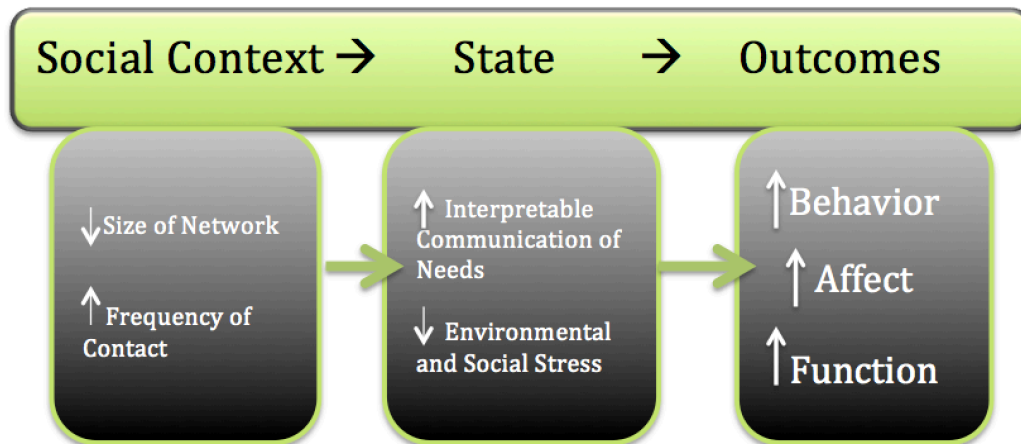 Social Context → State → Outcomes
↓ Size of Network
↑ Frequency of
Contact
↑ Interpretable
Communication of
Needs
↓ Environmental
and Social Stress
↑ Behavior
↑ Affect
↑ Function